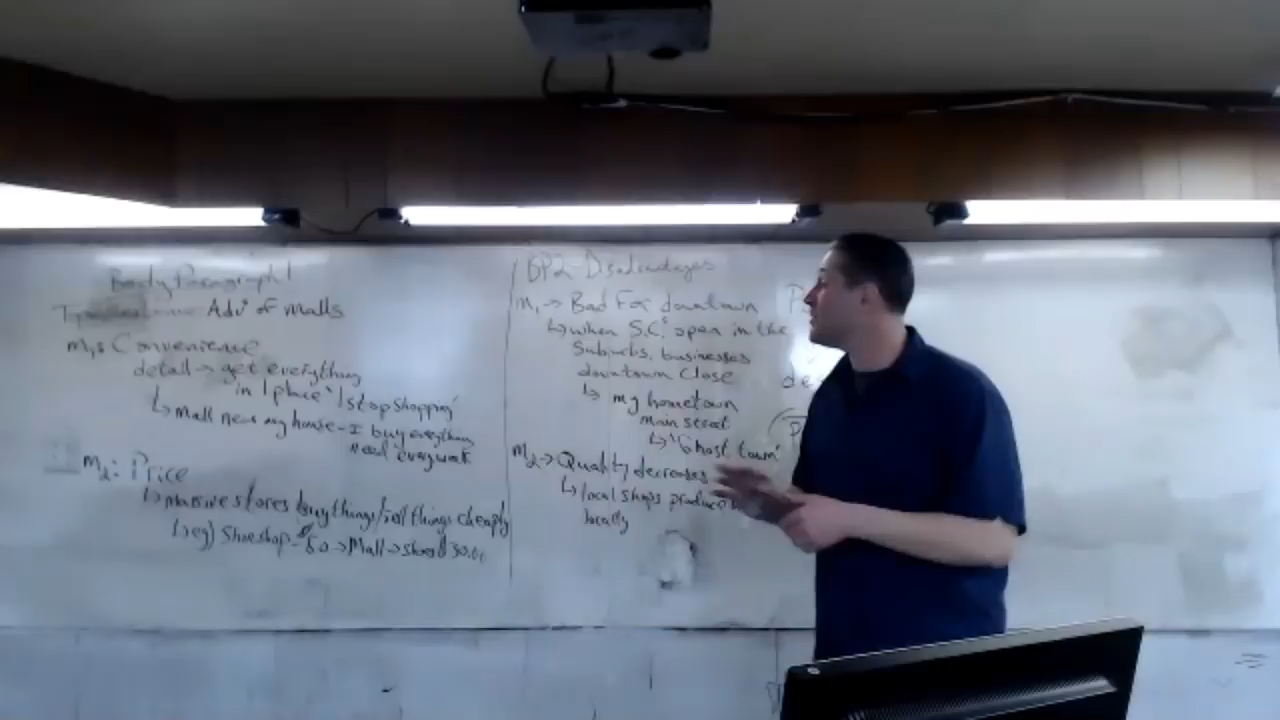 Body Paragraph 1
Adv' of Malls
M1: Convenience
detail → get everything
in 1 place '1 stop shopping'
↳ Mall near my house - I buy everything
need every week
M2: Price
↳ Massive stores buy things/sell things cheaply
↳ eg) Shoe shop - 60 → Mall → shoes 30.00
BP2 - Disadvantages
M1 → Bad For downtown
↳ when S.C.s open in the
Suburbs, businesses
downtown Close
↳ my hometown
main street
↳ 'Ghost town'
M2 → Quality decreases
↳ local shops produce
locally